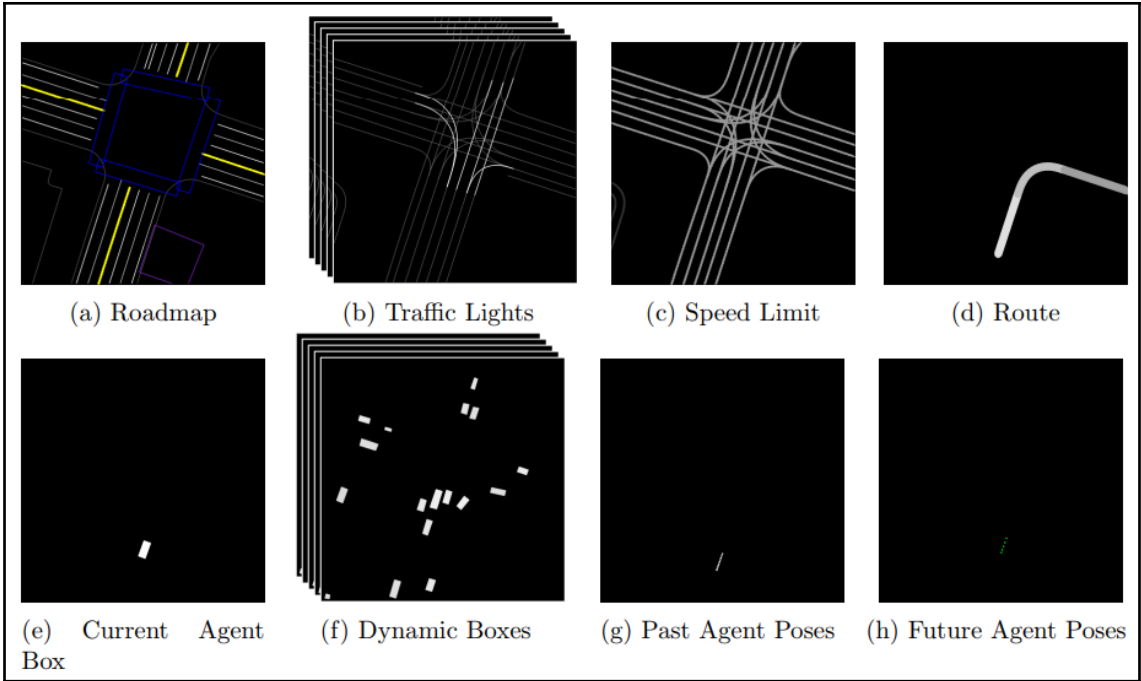 (a) Roadmap
(b) Traffic Lights
(c) Speed Limit
(d) Route
(e) Current Agent
Box
(f) Dynamic Boxes
(g) Past Agent Poses
(h) Future Agent Poses